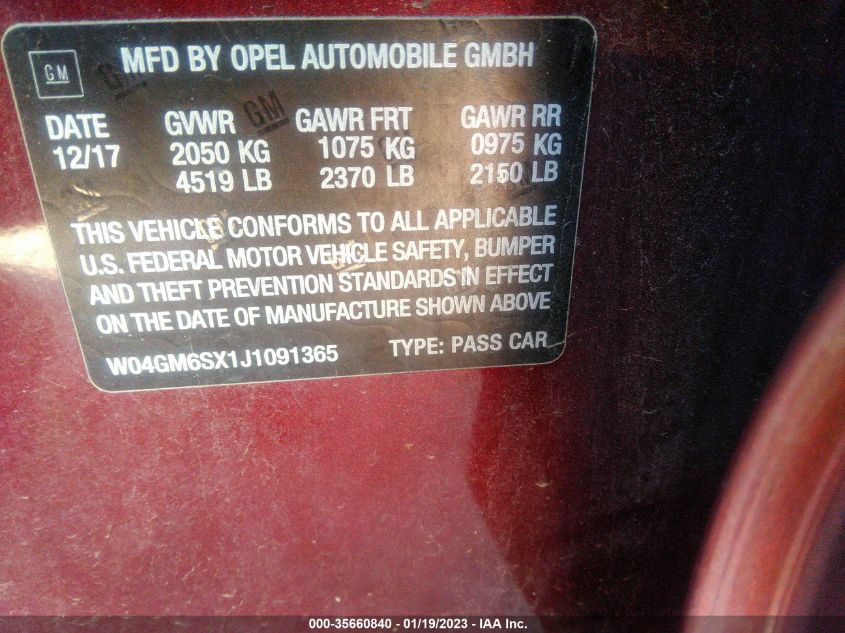 GM
MFD BY OPEL AUTOMOBILE GMBH
DATE GVWR GAWR FRT GAWR RR
12/17 2050 KG 1075 KG 0975 KG
4519 LB 2370 LB 2150 LB
THIS VEHICLE CONFORMS TO ALL APPLICABLE
U.S. FEDERAL MOTOR VEHICLE SAFETY, BUMPER
AND THEFT PREVENTION STANDARDS IN EFFECT
ON THE DATE OF MANUFACTURE SHOWN ABOVE
W04GM6SX1J1091365 TYPE: PASS CAR
000-35660840 - 01/19/2023 - IAA Inc.